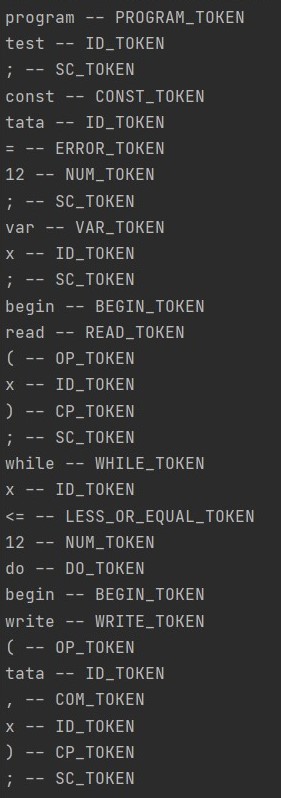 program -- PROGRAM_TOKEN
test -- ID_TOKEN
; -- SC_TOKEN
const -- CONST_TOKEN
tata -- ID_TOKEN
= -- ERROR_TOKEN
12 -- NUM_TOKEN
; -- SC_TOKEN
var -- VAR_TOKEN
x -- ID_TOKEN
; -- SC_TOKEN
begin -- BEGIN_TOKEN
read -- READ_TOKEN
( -- OP_TOKEN
x -- ID_TOKEN
) -- CP_TOKEN
; -- SC_TOKEN
while -- WHILE_TOKEN
x -- ID_TOKEN
<= -- LESS_OR_EQUAL_TOKEN
12 -- NUM_TOKEN
do -- DO_TOKEN
begin -- BEGIN_TOKEN
write -- WRITE_TOKEN
( -- OP_TOKEN
tata -- ID_TOKEN
, -- COM_TOKEN
x -- ID_TOKEN
) -- CP_TOKEN
; -- SC_TOKEN